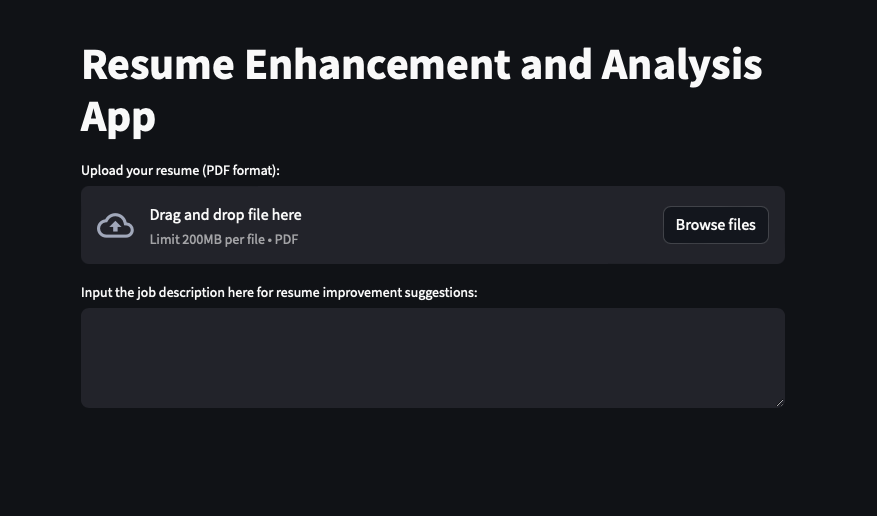 Resume Enhancement and Analysis
App
Upload your resume (PDF format):
Drag and drop file here
Limit 200MB per file • PDF
Browse files
Input the job description here for resume improvement suggestions: